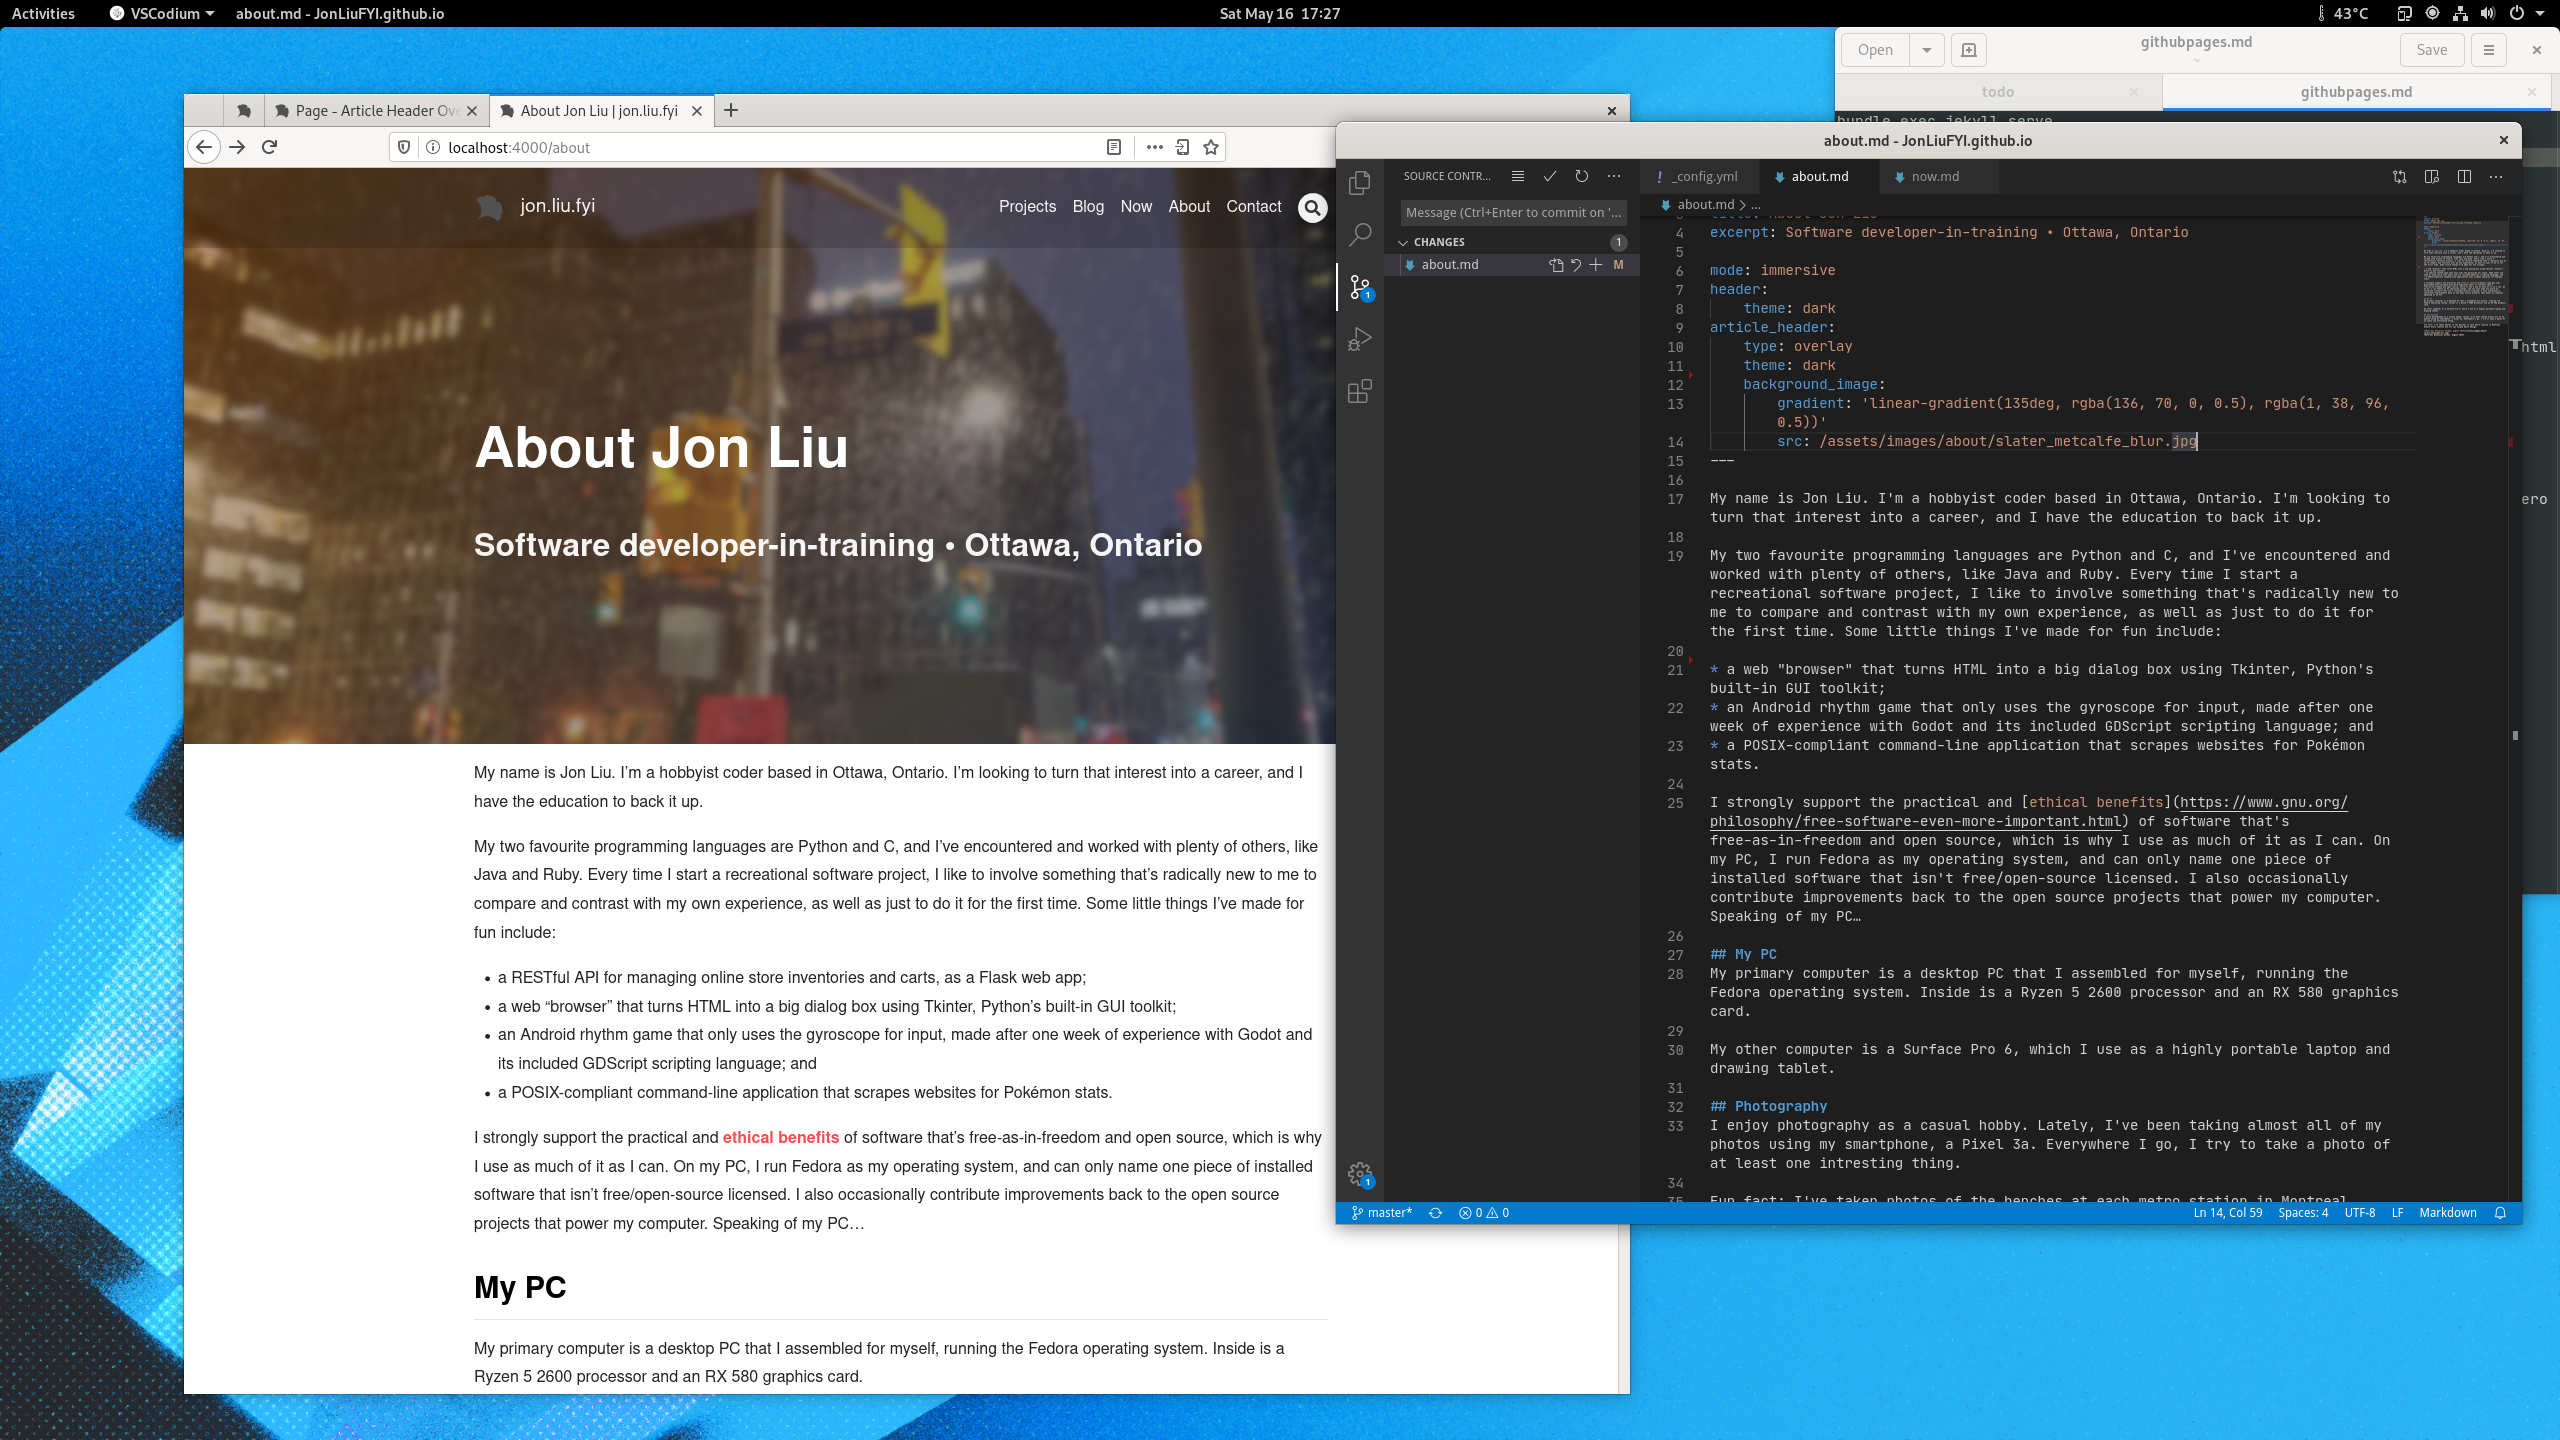 Activities
VSCodium
about.md - JonLiuFYI.github.io
Sat May 16 17:27
43°C
Open
githubpages.md
~
Save
todo
githubpages.md
bundle exec jekyll serve
html
ero
Page - Article Header Ov
About Jon Liu | jon.liu.fyi
localhost:4000/about
jon.liu.fyi
Projects
Blog
Now
About
Contact
About Jon Liu
Software developer-in-training • Ottawa, Ontario
My name is Jon Liu. I’m a hobbyist coder based in Ottawa, Ontario. I’m looking to turn that interest into a career, and I
have the education to back it up.
My two favourite programming languages are Python and C, and I’ve encountered and worked with plenty of others, like
Java and Ruby. Every time I start a recreational software project, I like to involve something that’s radically new to me to
compare and contrast with my own experience, as well as just to do it for the first time. Some little things I’ve made for
fun include:
• a RESTful API for managing online store inventories and carts, as a Flask web app;
• a web “browser” that turns HTML into a big dialog box using Tkinter, Python’s built-in GUI toolkit;
• an Android rhythm game that only uses the gyroscope for input, made after one week of experience with Godot and
its included GDScript scripting language; and
• a POSIX-compliant command-line application that scrapes websites for Pokémon stats.
I strongly support the practical and ethical benefits of software that’s free-as-in-freedom and open source, which is why
I use as much of it as I can. On my PC, I run Fedora as my operating system, and can only name one piece of installed
software that isn’t free/open-source licensed. I also occasionally contribute improvements back to the open source
projects that power my computer. Speaking of my PC…
My PC
My primary computer is a desktop PC that I assembled for myself, running the Fedora operating system. Inside is a
Ryzen 5 2600 processor and an RX 580 graphics card.
about.md - JonLiuFYI.github.io
SOURCE CONTR...
Message (Ctrl+Enter to commit on '...
CHANGES
1
about.md
M
1
1
_config.yml
about.md
now.md
about.md > ...
3 title: About Jon Liu
4 excerpt: Software developer-in-training • Ottawa, Ontario
5
6 mode: immersive
7 header:
8 theme: dark
9 article_header:
10 type: overlay
11 theme: dark
12 background_image:
13 gradient: 'linear-gradient(135deg, rgba(136, 70, 0, 0.5), rgba(1, 38, 96,
0.5))'
14 src: /assets/images/about/slater_metcalfe_blur.jpg
15 ---
16
17 My name is Jon Liu. I'm a hobbyist coder based in Ottawa, Ontario. I'm looking to
turn that interest into a career, and I have the education to back it up.
18
19 My two favourite programming languages are Python and C, and I've encountered and
worked with plenty of others, like Java and Ruby. Every time I start a
recreational software project, I like to involve something that's radically new to
me to compare and contrast with my own experience, as well as just to do it for
the first time. Some little things I've made for fun include:
20
21 * a web "browser" that turns HTML into a big dialog box using Tkinter, Python's
built-in GUI toolkit;
22 * an Android rhythm game that only uses the gyroscope for input, made after one
week of experience with Godot and its included GDScript scripting language; and
23 * a POSIX-compliant command-line application that scrapes websites for Pokémon
stats.
24
25 I strongly support the practical and [ethical benefits](https://www.gnu.org/
philosophy/free-software-even-more-important.html) of software that's
free-as-in-freedom and open source, which is why I use as much of it as I can. On
my PC, I run Fedora as my operating system, and can only name one piece of
installed software that isn't free/open-source licensed. I also occasionally
contribute improvements back to the open source projects that power my computer.
Speaking of my PC…
26
27 ## My PC
28 My primary computer is a desktop PC that I assembled for myself, running the
Fedora operating system. Inside is a Ryzen 5 2600 processor and an RX 580 graphics
card.
29
30 My other computer is a Surface Pro 6, which I use as a highly portable laptop and
drawing tablet.
31
32 ## Photography
33 I enjoy photography as a casual hobby. Lately, I've been taking almost all of my
photos using my smartphone, a Pixel 3a. Everywhere I go, I try to take a photo of
at least one intresting thing.
34
35 Fun fact: I've taken photos of the benches at each metro station in Montreal
master*
0
0
Ln 14, Col 59
Spaces: 4
UTF-8
LF
Markdown